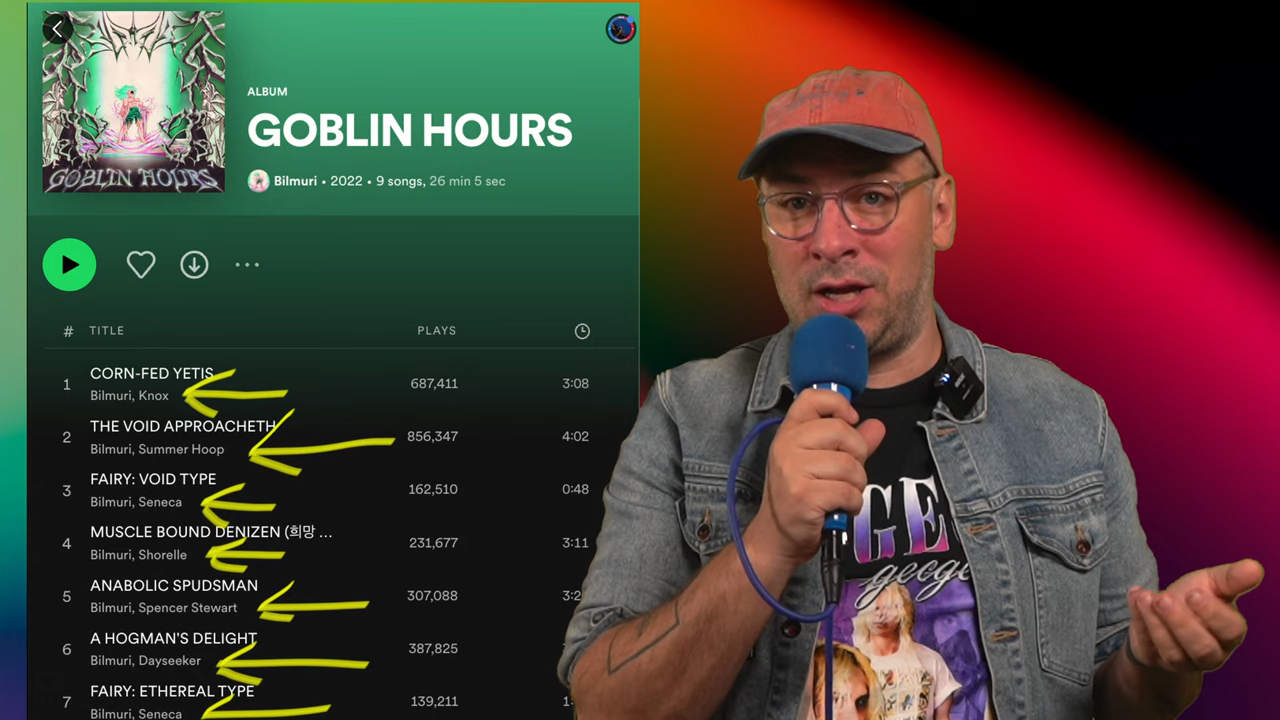 ALBUM
GOBLIN HOURS
Bilmuri • 2022 • 9 songs, 26 min 5 sec
GOBLIN HOURS
# TITLE PLAYS
1 CORN-FED YETIS 687,411 3:08
Bilmuri, Knox
2 THE VOID APPROACHETH 856,347 4:02
Bilmuri, Summer Hoop
3 FAIRY: VOID TYPE 162,510 0:48
Bilmuri, Seneca
4 MUSCLE BOUND DENIZEN (희망 ... 231,677 3:11
Bilmuri, Shorelle
5 ANABOLIC SPUDSMAN 307,088 3:2
Bilmuri, Spencer Stewart
6 A HOGMAN'S DELIGHT 387,825
Bilmuri, Dayseeker
7 FAIRY: ETHEREAL TYPE 139,211
Bilmuri, Seneca